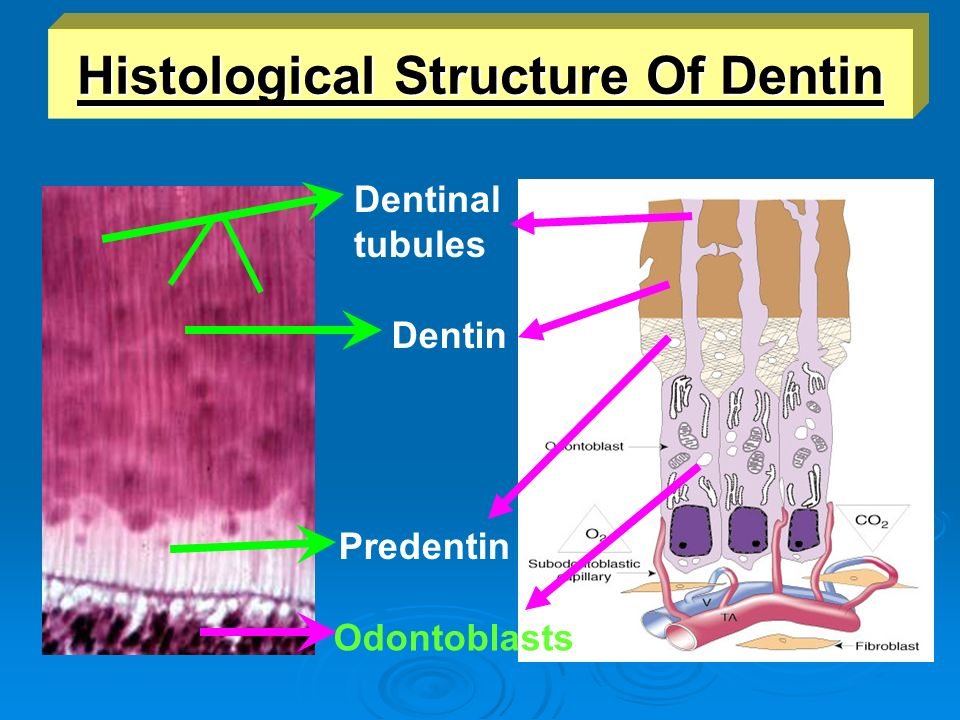 Histological Structure Of Dentin
Dentinal
tubules
Dentin
Odontoblast
O2
CO2
Predentin
Subodontoblastic
capillary
V
TA
Odontoblasts
Fibroblast